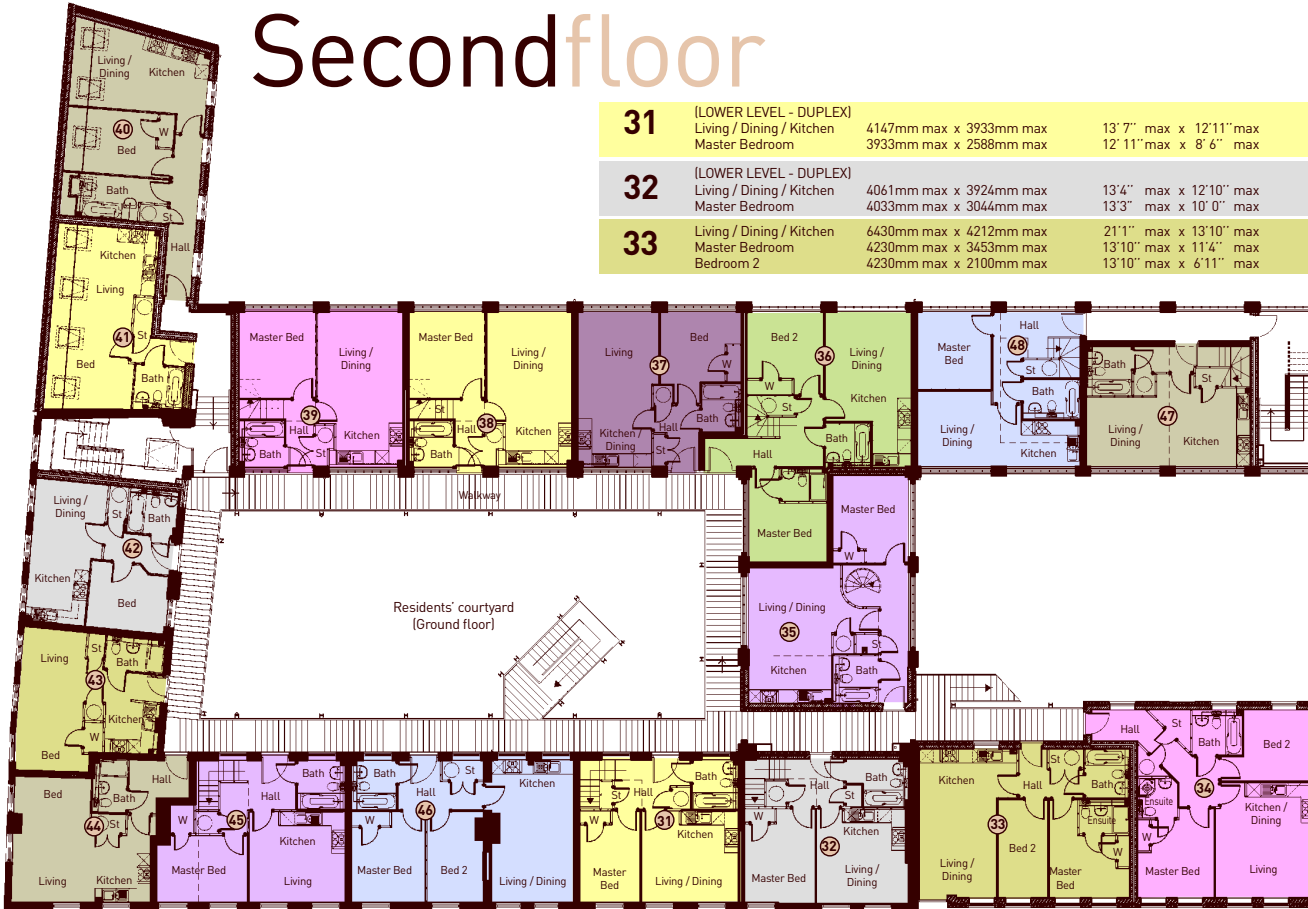 Secondfloor
31 (LOWER LEVEL - DUPLEX)
Living / Dining / Kitchen 4147mm max x 3933mm max 13'7'' max x 12'11'' max
Master Bedroom 3933mm max x 2588mm max 12'11'' max x 8'6'' max
32 (LOWER LEVEL - DUPLEX)
Living / Dining / Kitchen 4061mm max x 3924mm max 13'4'' max x 12'10'' max
Master Bedroom 4033mm max x 3044mm max 13'3'' max x 10'0'' max
33 Living / Dining / Kitchen 6430mm max x 4212mm max 21'1'' max x 13'10'' max
Master Bedroom 4230mm max x 3453mm max 13'10'' max x 11'4'' max
Bedroom 2 4230mm max x 2100mm max 13'10'' max x 6'11'' max
Living /
Dining
Kitchen
40
W
Bed
Bath
St
Hall
Kitchen
Living
41
St
Bed
Bath
Master Bed
Living /
Dining
39
Hall
Kitchen
Bath
St
Master Bed
Living /
Dining
St
38
Hall
Kitchen
Bath
Living
Bed
37
W
Bath
Hall
Kitchen /
Dining
St
Bed 2
36
Living /
Dining
W
St
Kitchen
Bath
Hall
Master Bed
Hall
48
Master
Bed
St
Bath
Living /
Dining
Kitchen
Bath
St
47
Living /
Dining
Kitchen
Walkway
Living /
Dining
St
Bath
42
Kitchen
Bed
Residents' courtyard
(Ground floor)
Master Bed
W
Living / Dining
35
St
Kitchen
Bath
Living
St
Bath
43
Kitchen
W
Bed
Bed
Hall
Bath
44
St
Living
Kitchen
Hall
Bath
W
45
Kitchen
Master Bed
Living
Bath
St
Hall
46
W
Master Bed
Bed 2
Kitchen
Living / Dining
Bath
Hall
St
31
W
Kitchen
Master
Bed
Living / Dining
Hall
Bath
St
W
Kitchen
32
Master Bed
Living /
Dining
Kitchen
St
Hall
Bath
33
Ensuite
Bed 2
W
Living /
Dining
Master
Bed
Hall
St
Bath
Bed 2
34
Ensuite
W
Kitchen /
Dining
Master Bed
Living